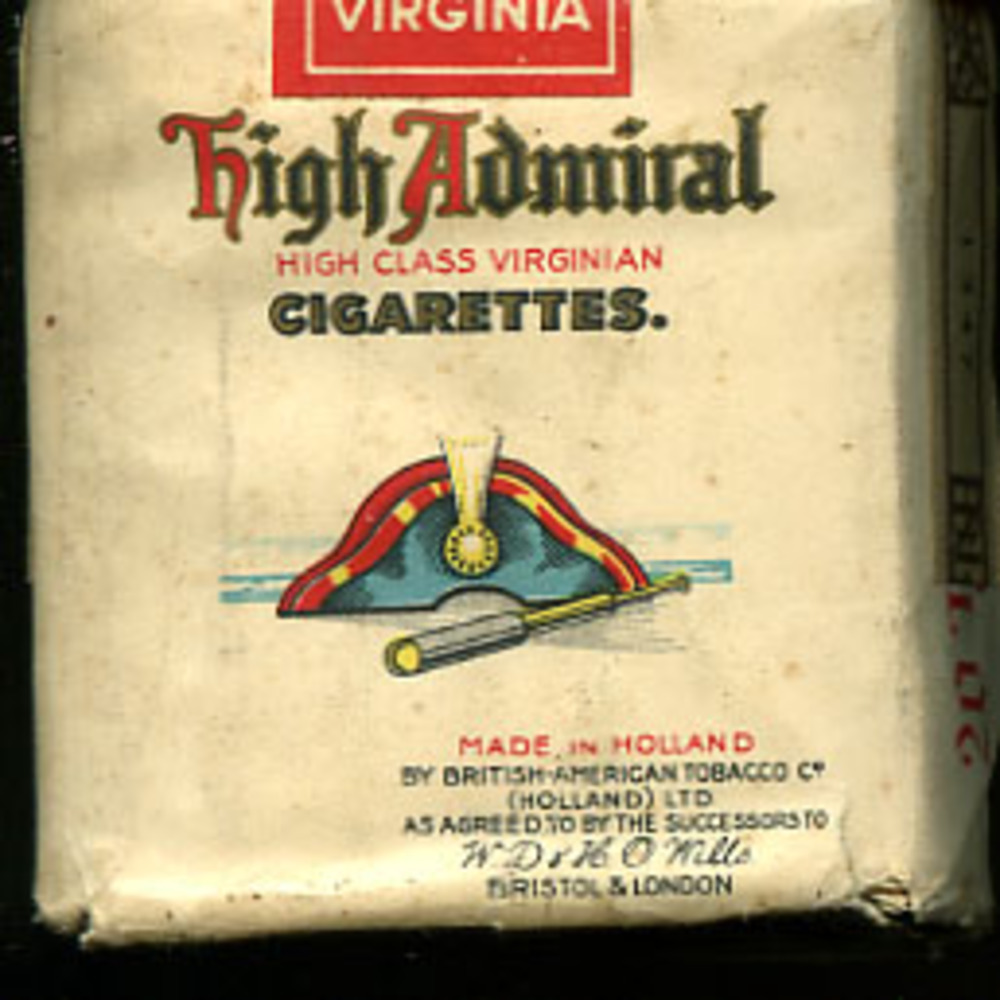 VIRGINIA
High Admiral
HIGH CLASS VIRGINIAN
CIGARETTES.
MADE IN HOLLAND
BY BRITISH-AMERICAN TOBACCO Co
(HOLLAND) LTD
AS AGREED TO BY THE SUCCESSORS TO
W D & H O Wills
BRISTOL & LONDON